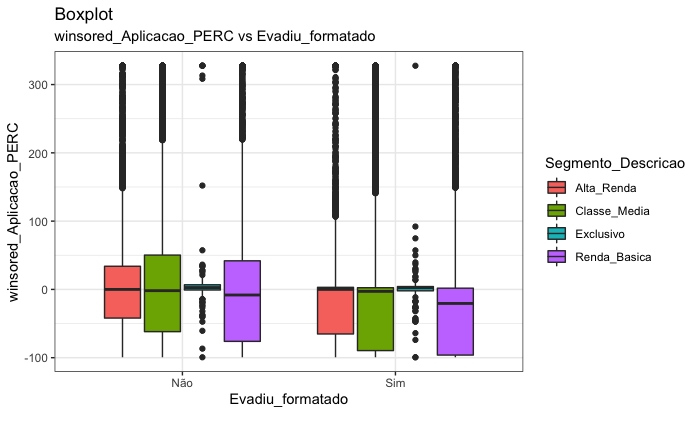 Boxplot
winsored_Aplicacao_PERC vs Evadiu_formatado
winsored_Aplicacao_PERC
300
200
100
0
-100
Não
Sim
Evadiu_formatado
Segmento_Descricao
Alta_Renda
Classe_Media
Exclusivo
Renda_Basica